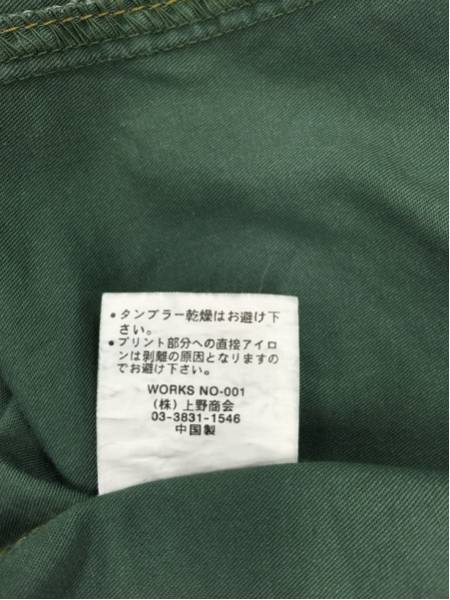 ● タンブラー乾燥はお避け下
さい。
● プリント部分への直接アイロ
ンは剥離の原因となりますの
でお避け下さい。
WORKS NO-001
(株) 上野商会
03-3831-1546
中国製